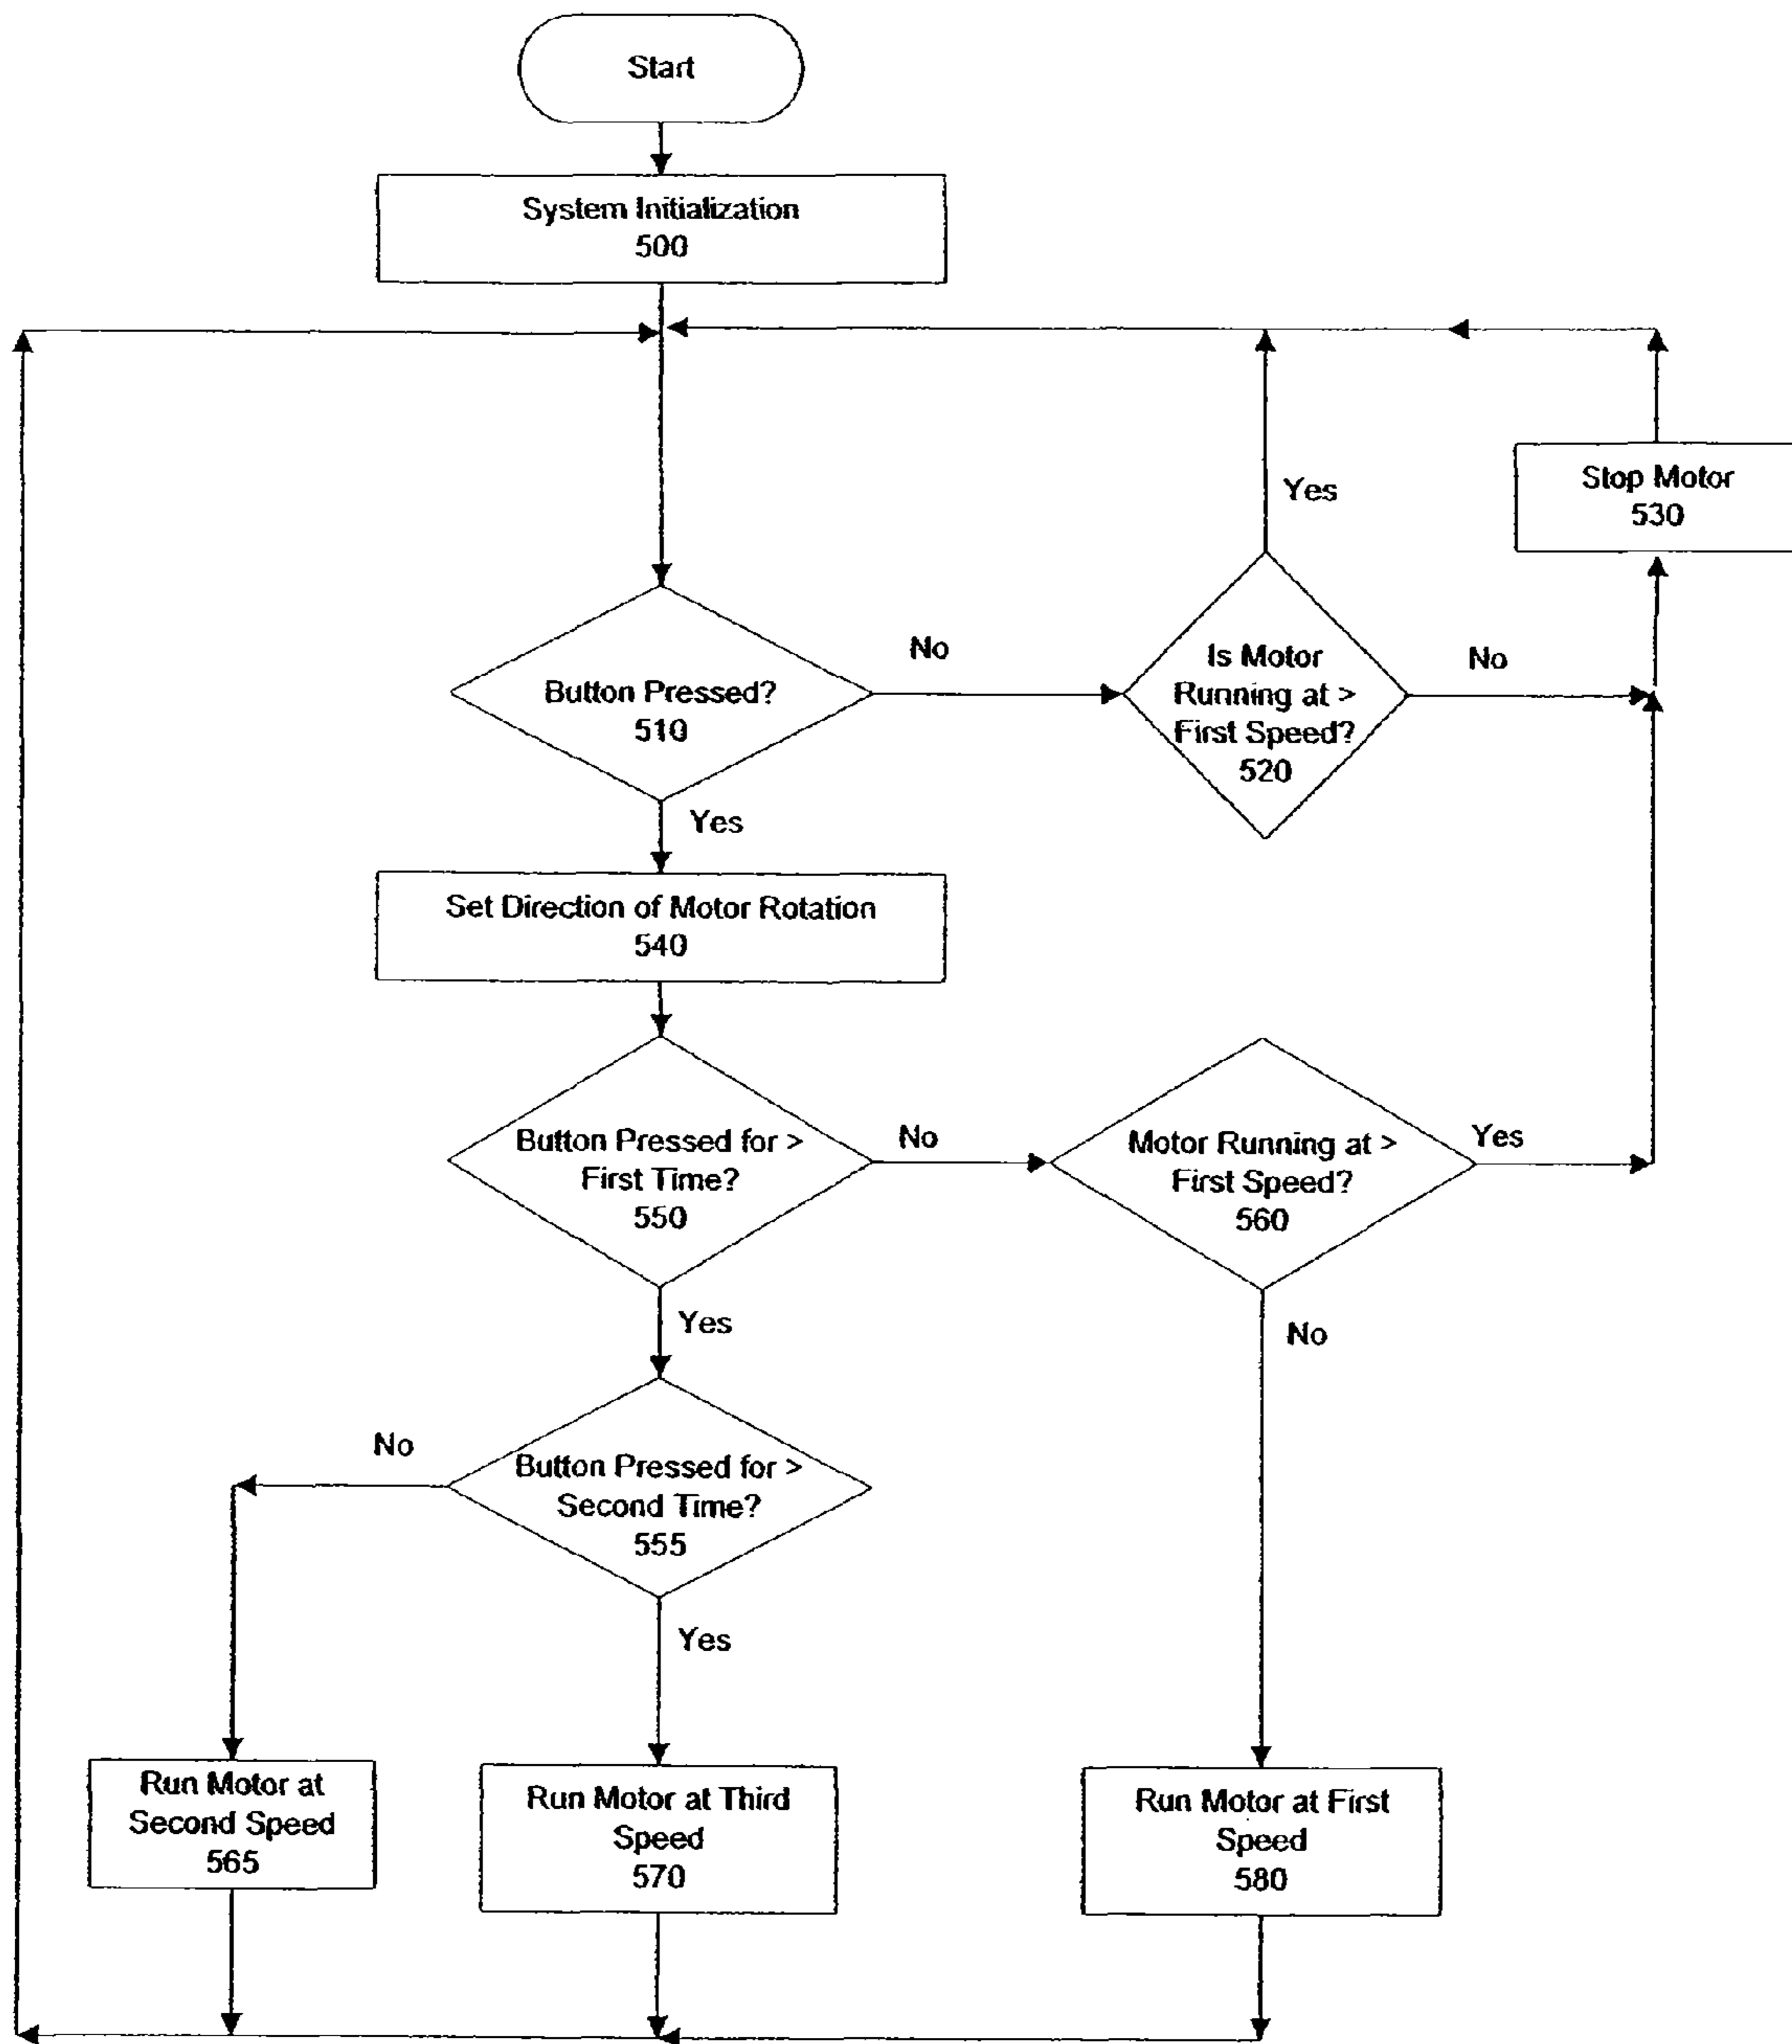 Start
System Initialization
500
Yes
Stop Motor
530
No
Button Pressed?
510
Is Motor
Running at >
First Speed?
520
No
Yes
Set Direction of Motor Rotation
540
Button Pressed for >
First Time?
550
No
Motor Running at >
First Speed?
560
Yes
Yes
No
No
Button Pressed for >
Second Time?
555
Yes
Run Motor at
Second Speed
565
Run Motor at Third
Speed
570
Run Motor at First
Speed
580